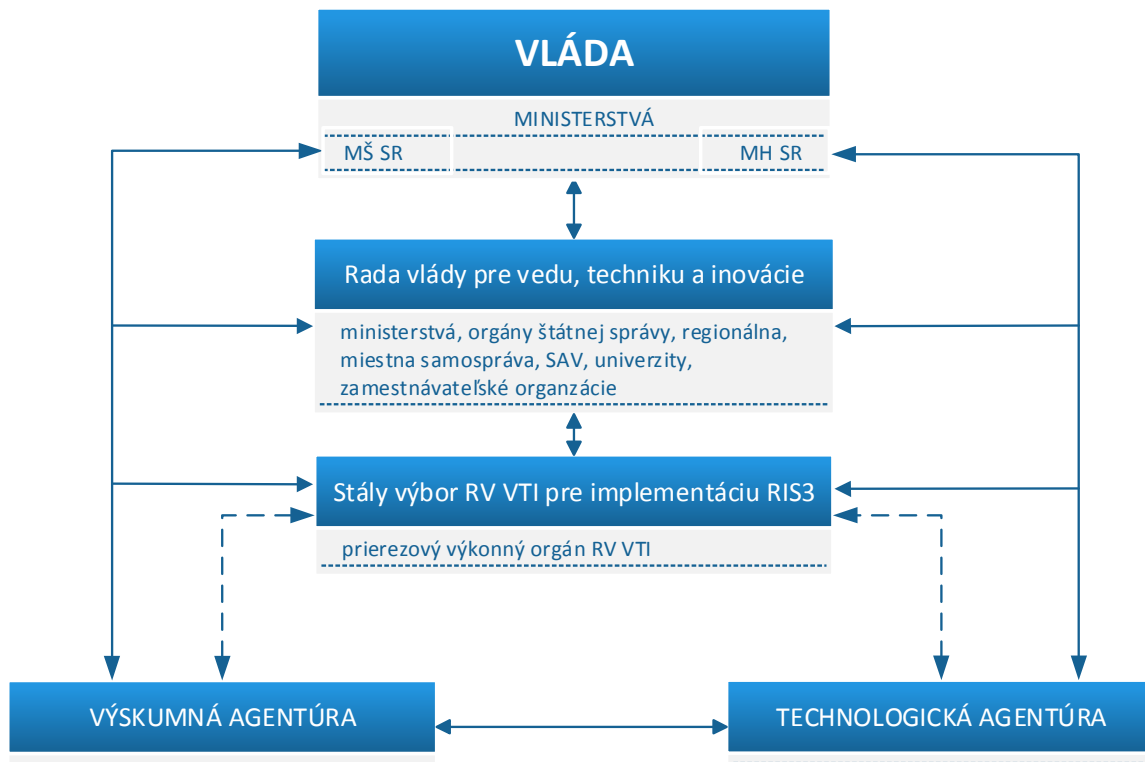 VLÁDA
MINISTERSTVÁ
MŠ SR
MH SR
Rada vlády pre vedu, techniku a inovácie
ministerstvá, orgány štátnej správy, regionálna,
miestna samospráva, SAV, univerzity,
zamestnávateľské organzácie
Stály výbor RV VTI pre implementáciu RIS3
prierezový výkonný orgán RV VTI
VÝSKUMNÁ AGENTÚRA
TECHNOLOGICKÁ AGENTÚRA